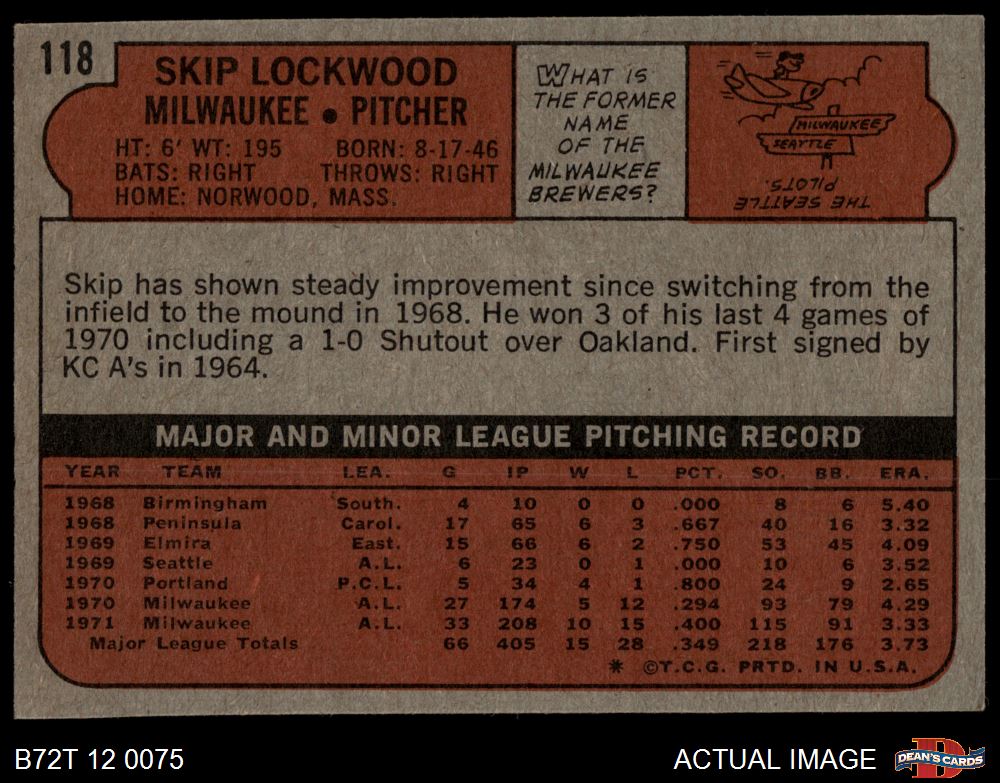 118
SKIP LOCKWOOD
MILWAUKEE • PITCHER
HT: 6' WT: 195 BORN: 8-17-46
BATS: RIGHT THROWS: RIGHT
HOME: NORWOOD, MASS.
WHAT IS
THE FORMER
NAME
OF THE
MILWAUKEE
BREWERS?
MILWAUKEE
SEATTLE
THE SEATTLE
PILOTS.
Skip has shown steady improvement since switching from the
infield to the mound in 1968. He won 3 of his last 4 games of
1970 including a 1-0 Shutout over Oakland. First signed by
KC A's in 1964.
MAJOR AND MINOR LEAGUE PITCHING RECORD
YEAR TEAM LEA. G IP W L PCT. SO. BB. ERA.
1968 Birmingham South. 4 10 0 0 .000 8 6 5.40
1968 Peninsula Carol. 17 65 6 3 .667 40 16 3.32
1969 Elmira East. 15 66 6 2 .750 53 45 4.09
1969 Seattle A.L. 6 23 0 1 .000 10 6 3.52
1970 Portland P.C.L. 5 34 4 1 .800 24 9 2.65
1970 Milwaukee A.L. 27 174 5 12 .294 93 79 4.29
1971 Milwaukee A.L. 33 208 10 15 .400 115 91 3.33
Major League Totals 66 405 15 28 .349 218 176 3.73
* ©T.C.G. PRTD. IN U.S.A.
B72T 12 0075
ACTUAL IMAGE
D
DEAN'S CARDS